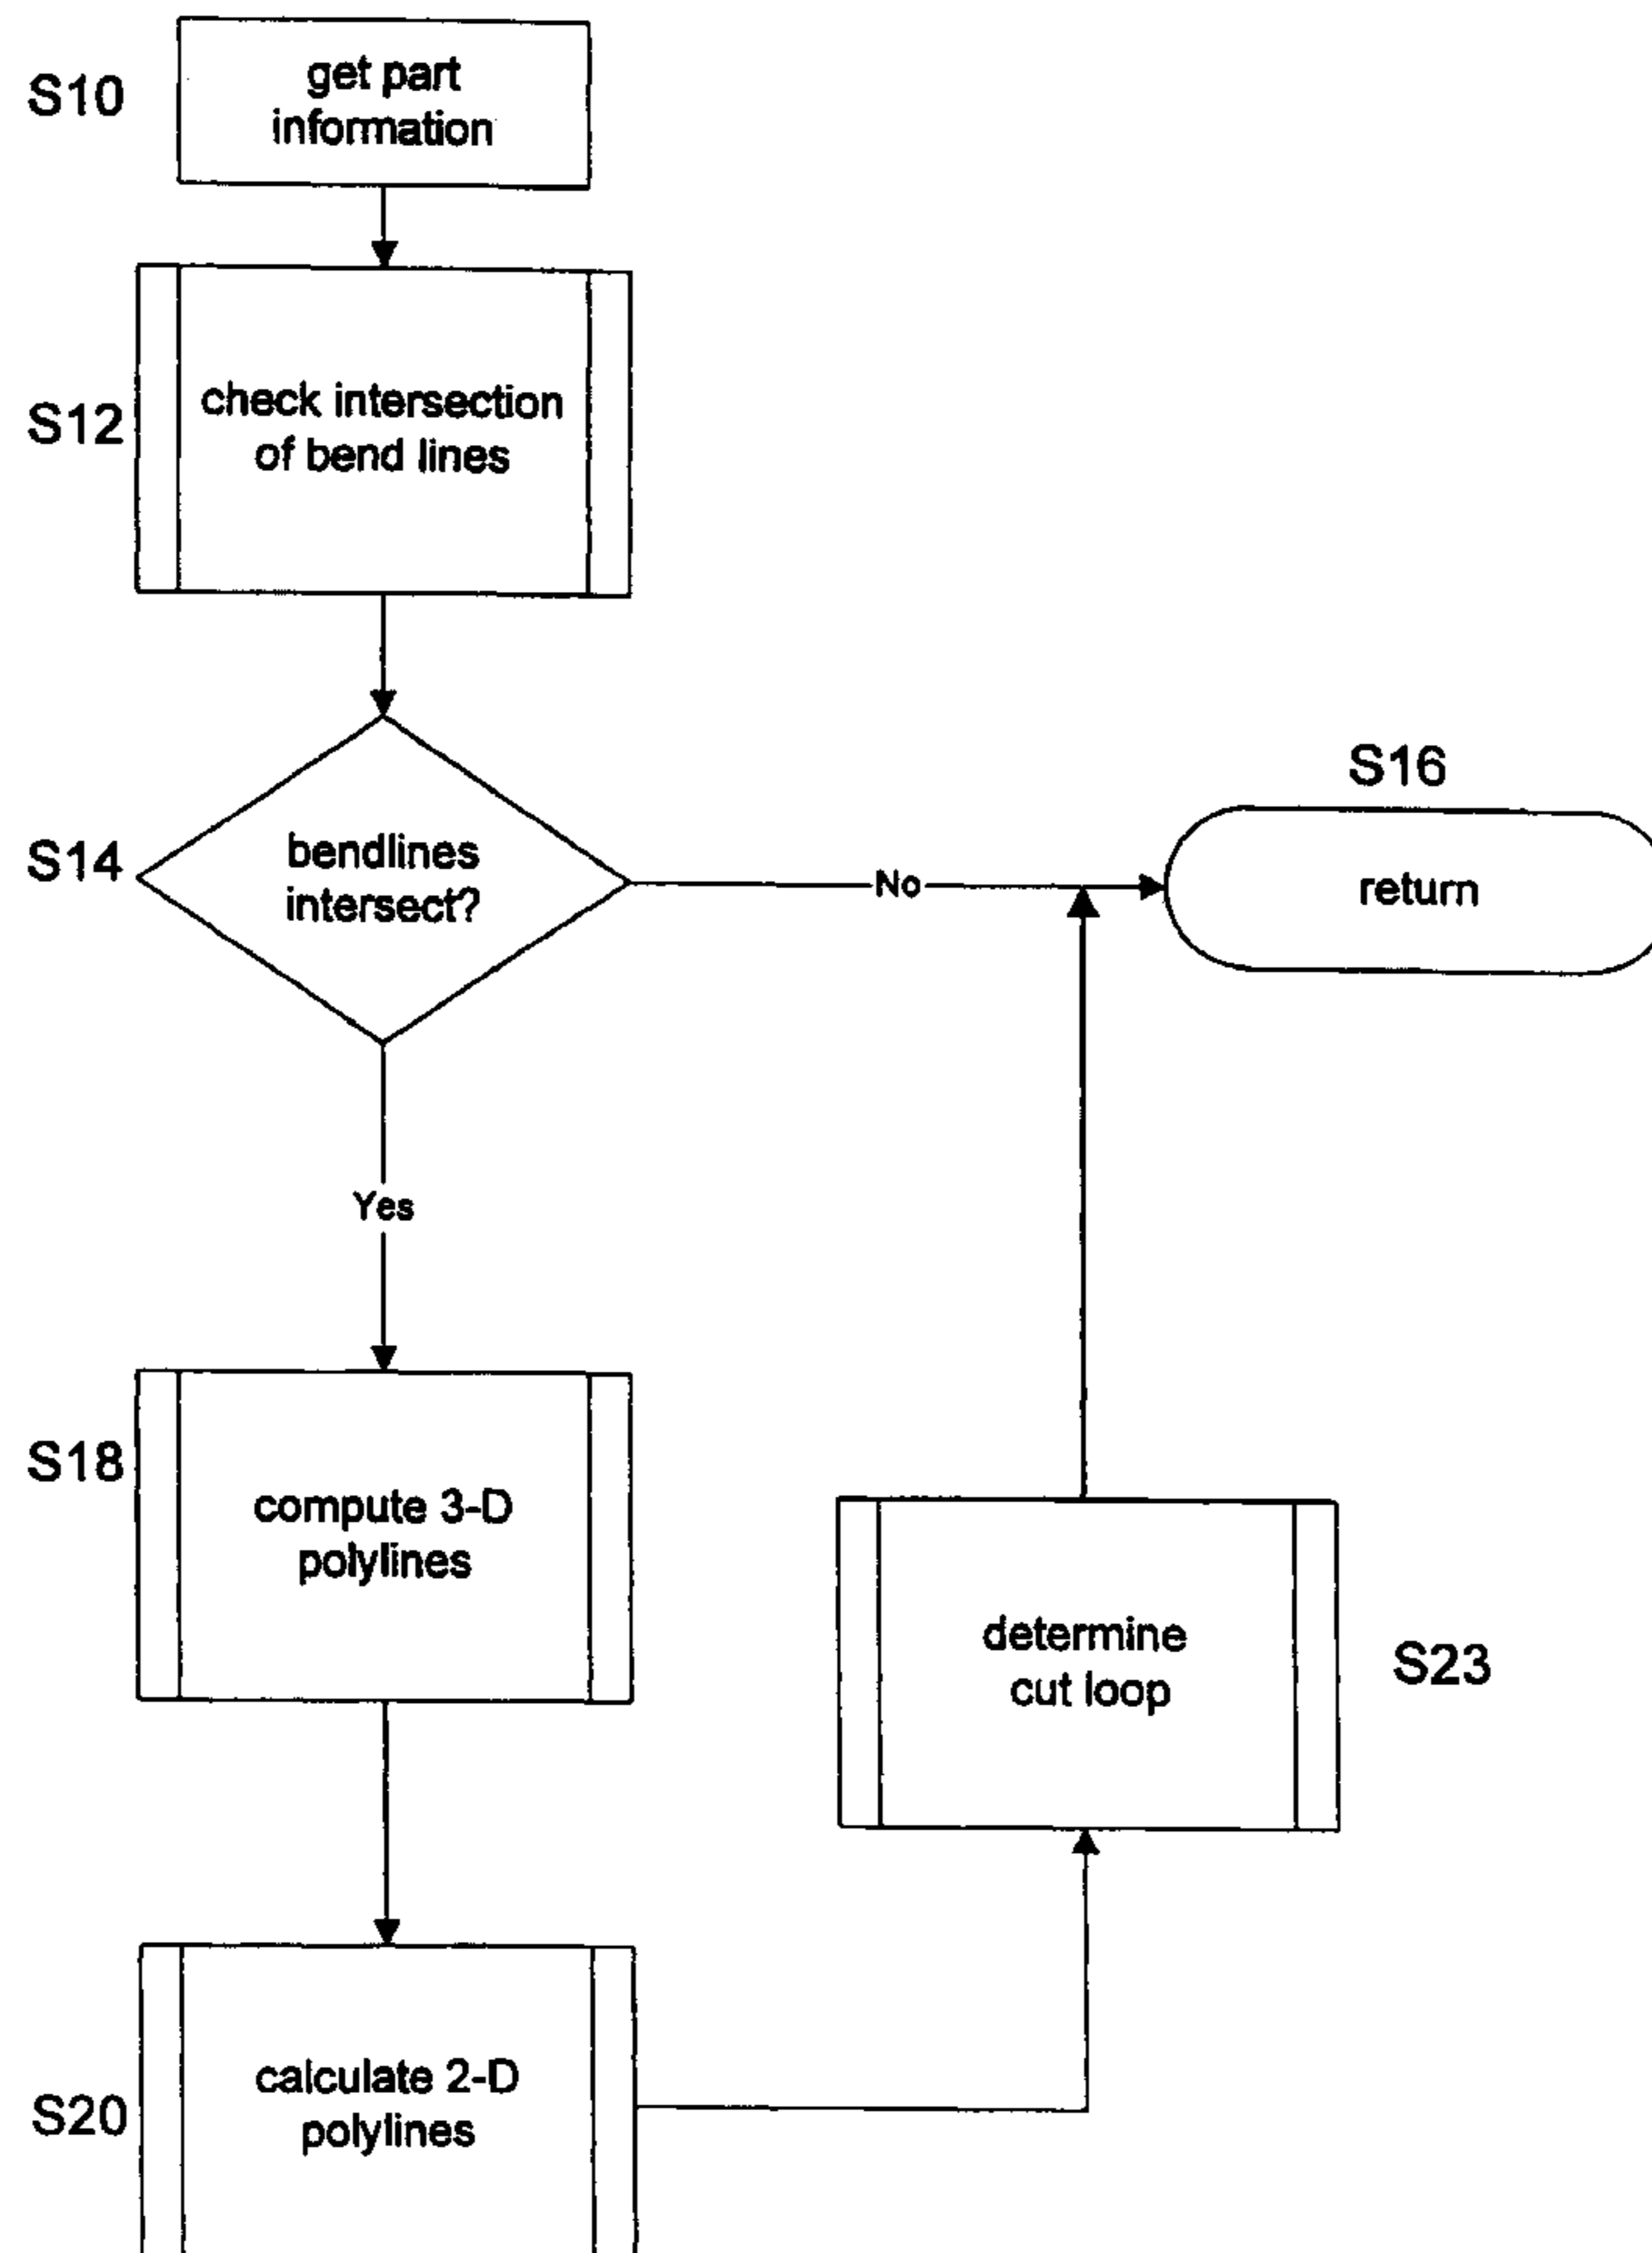 S10
get part
information
S12
check intersection
of bend lines
S14
bendlines
intersect?
No
S16
return
Yes
S18
compute 3-D
polylines
determine
cut loop
S23
S20
calculate 2-D
polylines